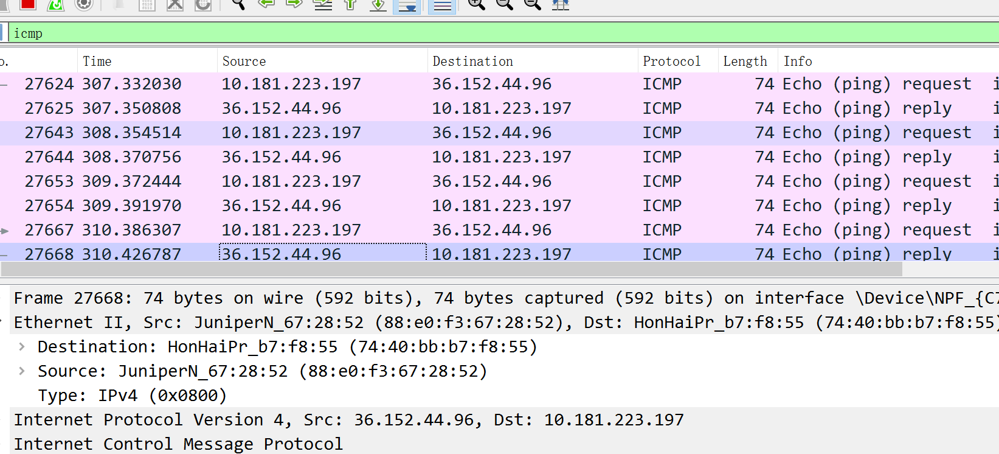 icmp
o. Time Source Destination Protocol Length Info
27624 307.332030 10.181.223.197 36.152.44.96 ICMP 74 Echo (ping) request i
27625 307.350808 36.152.44.96 10.181.223.197 ICMP 74 Echo (ping) reply i
27643 308.354514 10.181.223.197 36.152.44.96 ICMP 74 Echo (ping) request i
27644 308.370756 36.152.44.96 10.181.223.197 ICMP 74 Echo (ping) reply i
27653 309.372444 10.181.223.197 36.152.44.96 ICMP 74 Echo (ping) request i
27654 309.391970 36.152.44.96 10.181.223.197 ICMP 74 Echo (ping) reply i
27667 310.386307 10.181.223.197 36.152.44.96 ICMP 74 Echo (ping) request i
27668 310.426787 36.152.44.96 10.181.223.197 ICMP 74 Echo (ping) reply i
Frame 27668: 74 bytes on wire (592 bits), 74 bytes captured (592 bits) on interface \Device\NPF_{C7
Ethernet II, Src: JuniperN_67:28:52 (88:e0:f3:67:28:52), Dst: HonHaiPr_b7:f8:55 (74:40:bb:b7:f8:55)
Destination: HonHaiPr_b7:f8:55 (74:40:bb:b7:f8:55)
Source: JuniperN_67:28:52 (88:e0:f3:67:28:52)
Type: IPv4 (0x0800)
Internet Protocol Version 4, Src: 36.152.44.96, Dst: 10.181.223.197
Internet Control Message Protocol